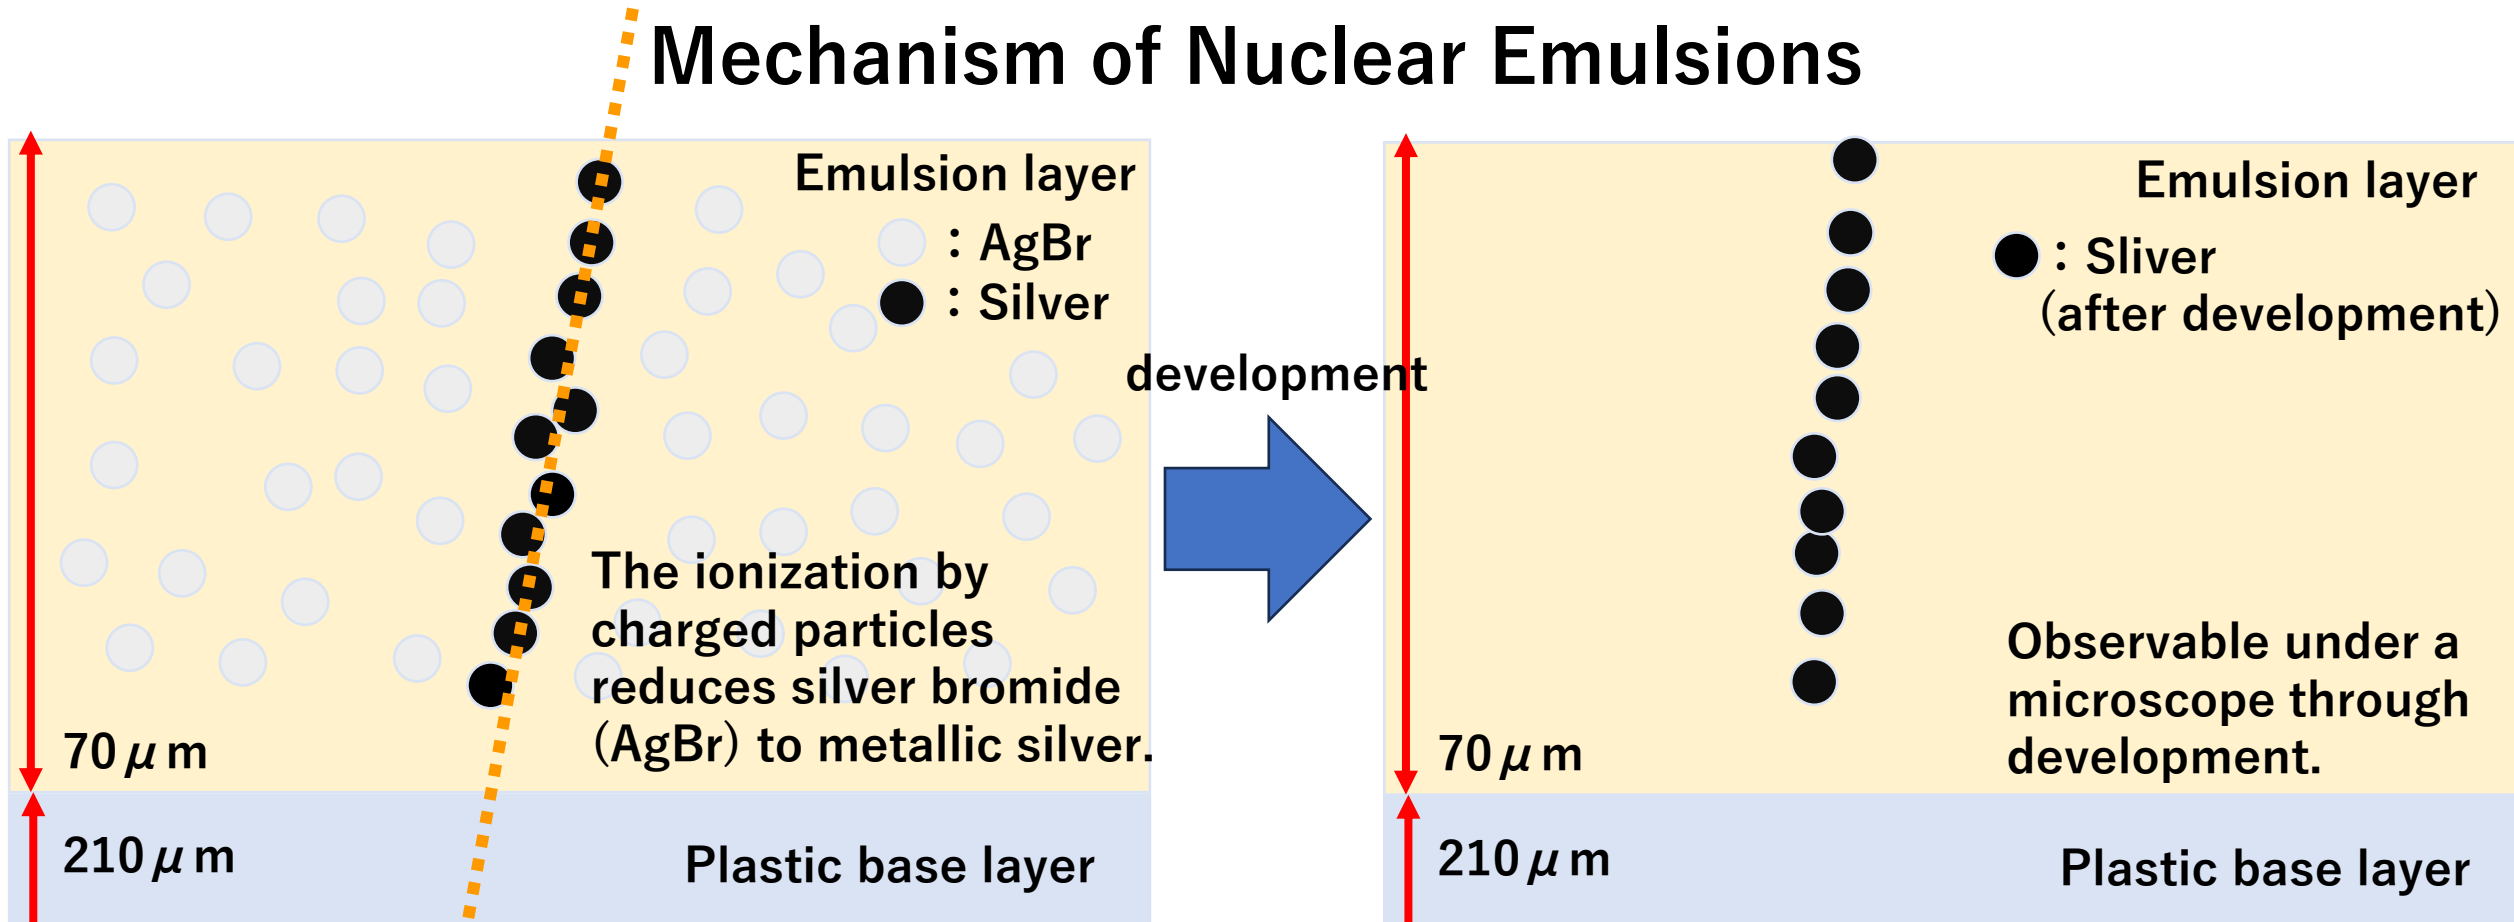 Mechanism of Nuclear Emulsions
Emulsion layer
: AgBr
: Silver
The ionization by
charged particles
reduces silver bromide
(AgBr) to metallic silver.
70μm
210μm
Plastic base layer
development
Emulsion layer
: Sliver
(after development)
Observable under a
microscope through
development.
70μm
210μm
Plastic base layer